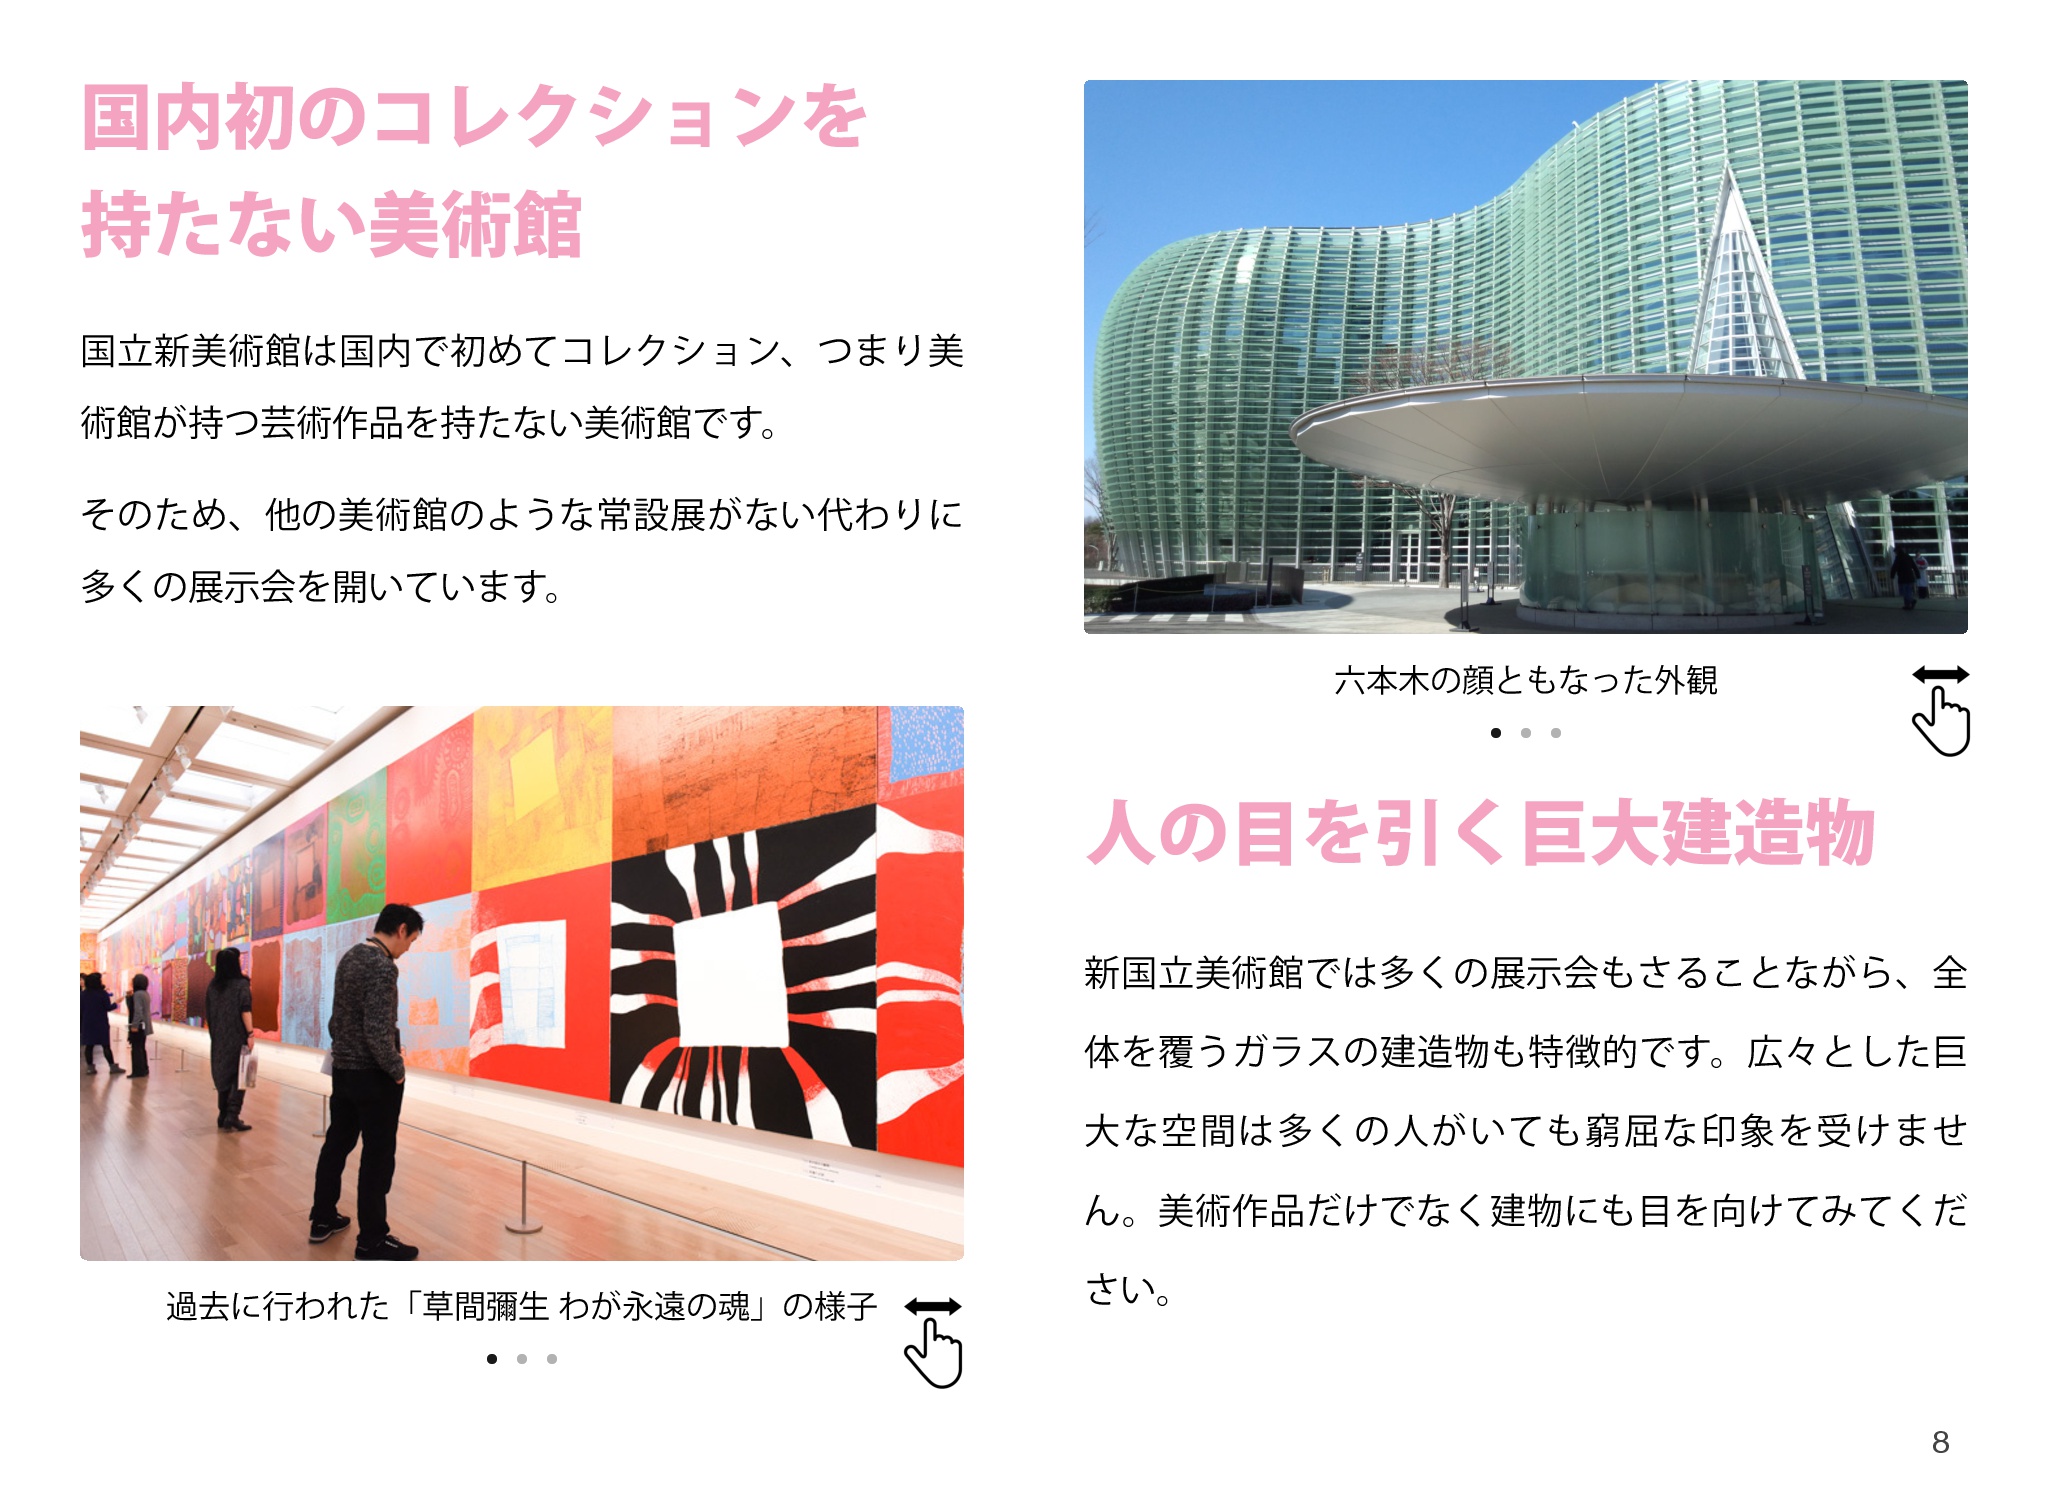 国内初のコレクションを
持たない美術館
国立新美術館は国内で初めてコレクション、つまり美
術館が持つ芸術作品を持たない美術館です。
そのため、他の美術館のような常設展がない代わりに
多くの展示会を開いています。
過去に行われた「草間彌生 わが永遠の魂」の様子
六本木の顔ともなった外観
人の目を引く巨大建造物
新国立美術館では多くの展示会もさることながら、全
体を覆うガラスの建造物も特徴的です。広々とした巨
大な空間は多くの人がいても窮屈な印象を受けませ
ん。美術作品だけでなく建物にも目を向けてみてくだ
さい。
8